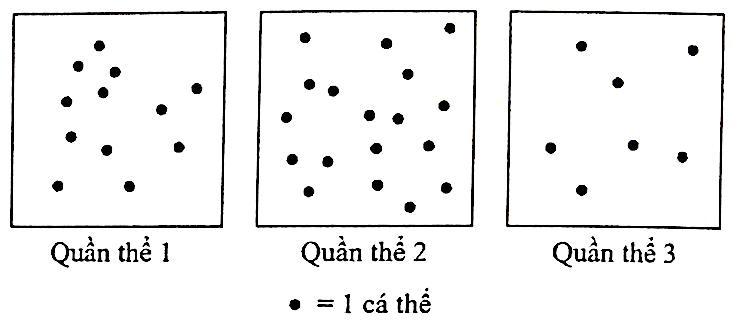 Quần thể 1
Quần thể 2
Quần thể 3
= 1 cá thể